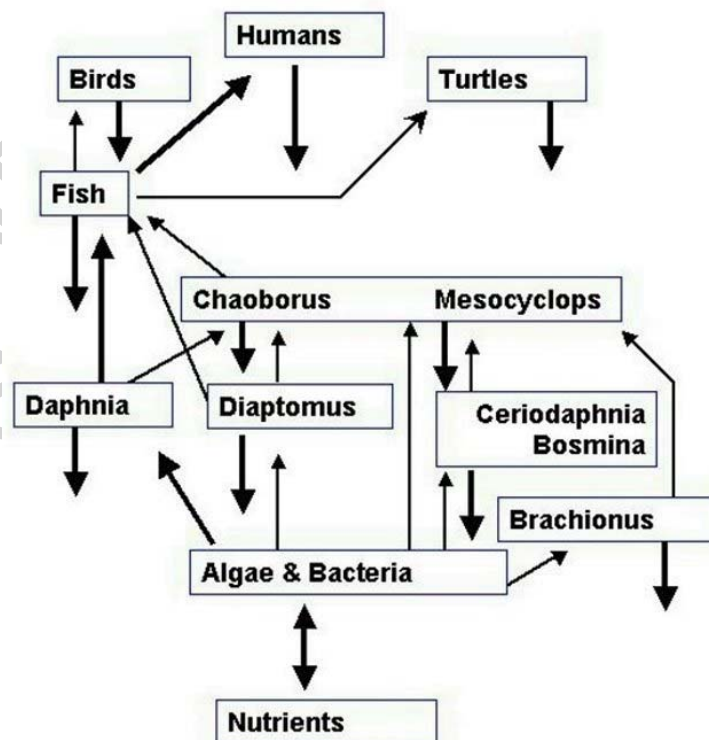 Humans
Birds
Turtles
Fish
Chaoborus Mesocyclops
Daphnia
Diaptomus
Ceriodaphnia
Bosmina
Brachionus
Algae & Bacteria
Nutrients